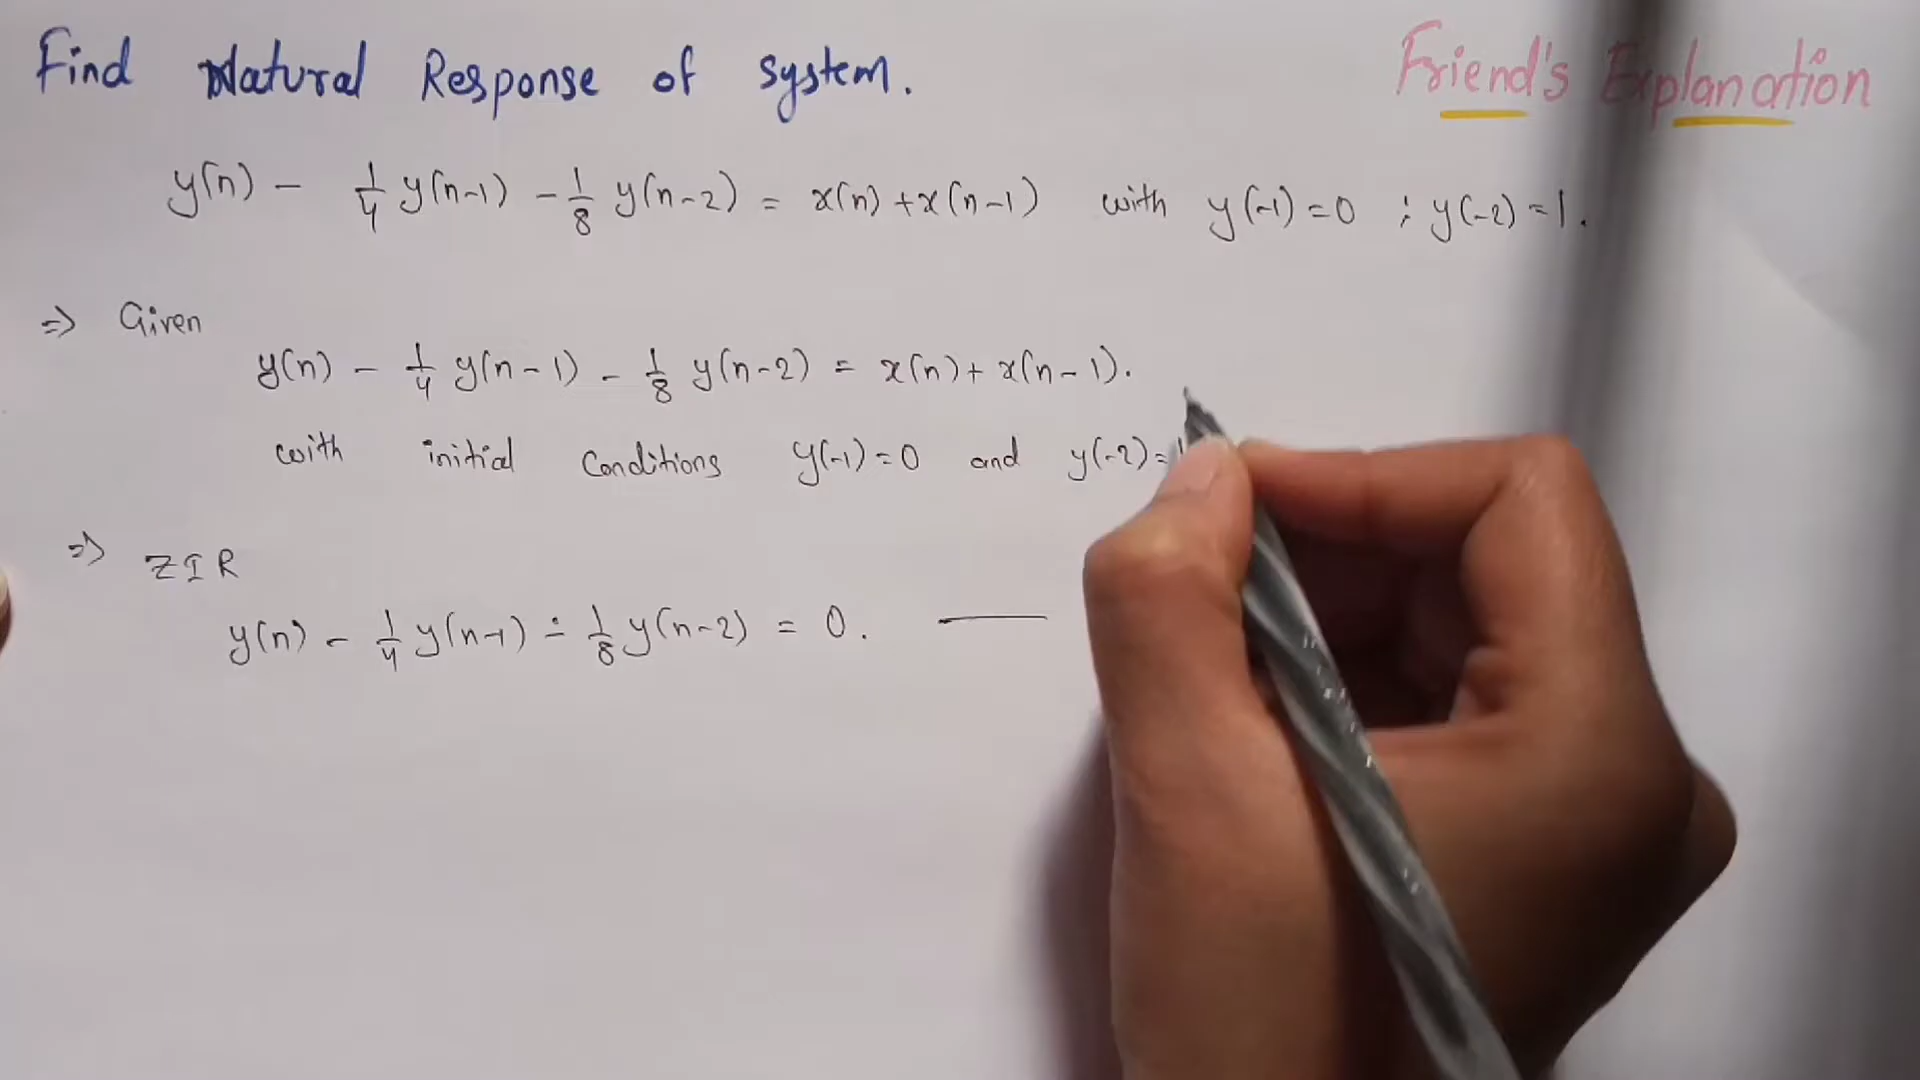 Find Natural Response of system.
Friend's Explanation
y(n) - 1/4 y(n-1) - 1/8 y(n-2) = x(n) + x(n-1) with y(-1) = 0 ; y(-2) = 1.
⇒ Given
y(n) - 1/4 y(n-1) - 1/8 y(n-2) = x(n) + x(n-1).
with initial Conditions y(-1) = 0 and y(-2) = 1
⇒ ZIR
y(n) - 1/4 y(n-1) - 1/8 y(n-2) = 0. —